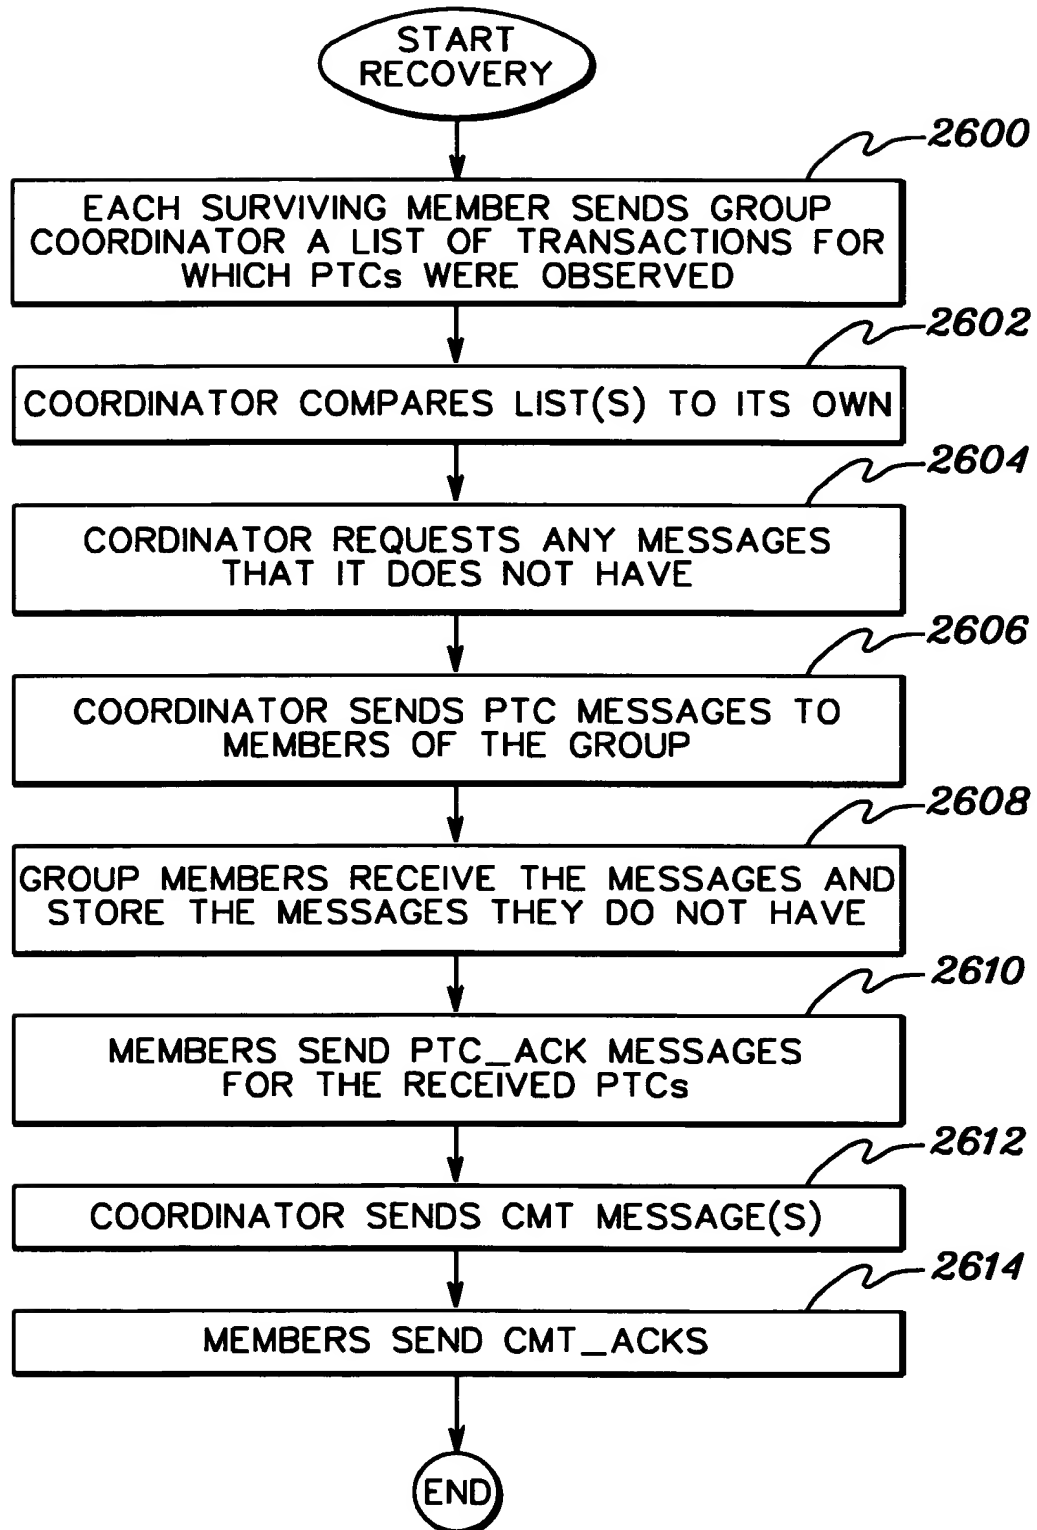 START
RECOVERY
2600
EACH SURVIVING MEMBER SENDS GROUP
COORDINATOR A LIST OF TRANSACTIONS FOR
WHICH PTCs WERE OBSERVED
2602
COORDINATOR COMPARES LIST(S) TO ITS OWN
2604
CORDINATOR REQUESTS ANY MESSAGES
THAT IT DOES NOT HAVE
2606
COORDINATOR SENDS PTC MESSAGES TO
MEMBERS OF THE GROUP
2608
GROUP MEMBERS RECEIVE THE MESSAGES AND
STORE THE MESSAGES THEY DO NOT HAVE
2610
MEMBERS SEND PTC_ACK MESSAGES
FOR THE RECEIVED PTCs
2612
COORDINATOR SENDS CMT MESSAGE(S)
2614
MEMBERS SEND CMT_ACKS
END